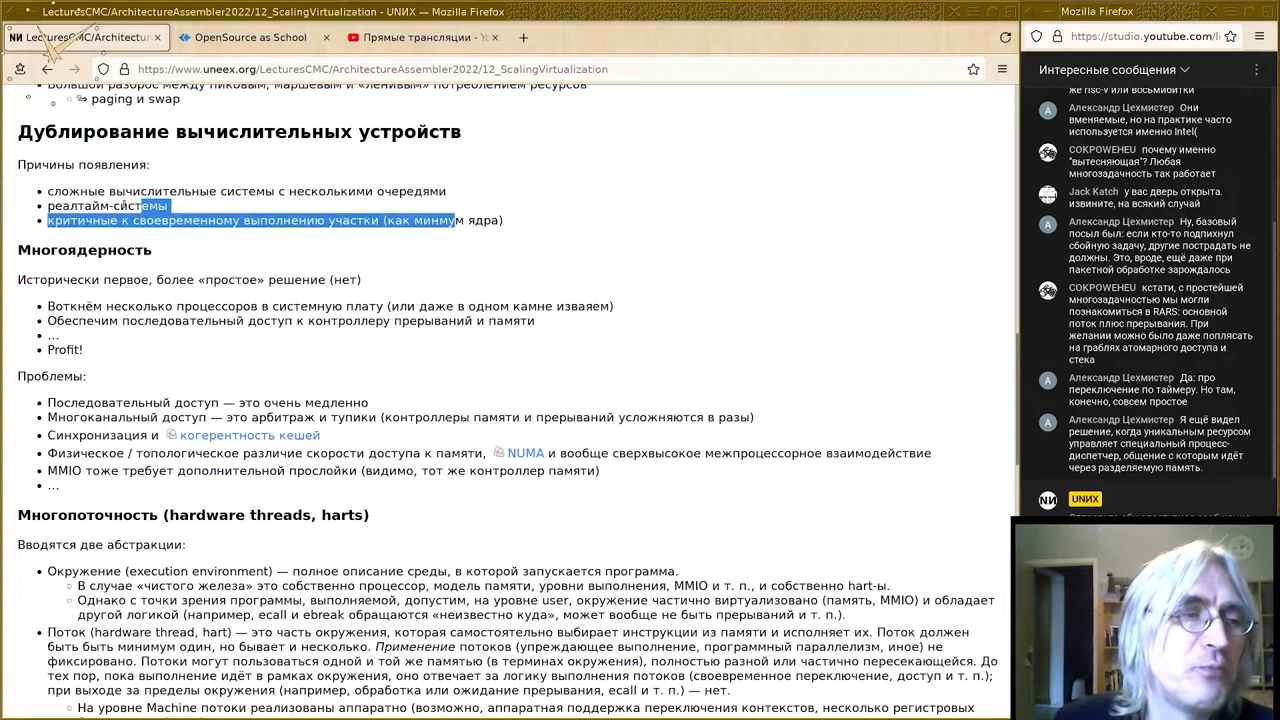 LecturesCMC/ArchitectureAssembler2022/12_ScalingVirtualization - UNИX — Mozilla Firefox
Mozilla Firefox
LecturesCMC/Architecture
OpenSource as School
Прямые трансляции - Yo
https://www.uneex.org/LecturesCMC/ArchitectureAssembler2022/12_ScalingVirtualization
https://studio.youtube.com/li
Большой разброс между пиковым, маршевым и «ленивым» потреблением ресурсов
⇒ paging и swap
Дублирование вычислительных устройств
Причины появления:
сложные вычислительные системы с несколькими очередями
реалтайм-системы
критичные к своевременному выполнению участки (как минмум ядра)
Многоядерность
Исторически первое, более «простое» решение (нет)
Воткнём несколько процессоров в системную плату (или даже в одном камне изваяем)
Обеспечим последовательный доступ к контроллеру прерываний и памяти
...
Profit!
Проблемы:
Последовательный доступ — это очень медленно
Многоканальный доступ — это арбитраж и тупики (контроллеры памяти и прерываний усложняются в разы)
Синхронизация и когерентность кешей
Физическое / топологическое различие скорости доступа к памяти, NUMA и вообще сверхвысокое межпроцессорное взаимодействие
MMIO тоже требует дополнительной прослойки (видимо, тот же контроллер памяти)
...
Многопоточность (hardware threads, harts)
Вводятся две абстракции:
Окружение (execution environment) — полное описание среды, в которой запускается программа.
В случае «чистого железа» это собственно процессор, модель памяти, уровни выполнения, MMIO и т. п., и собственно hart-ы.
Однако с точки зрения программы, выполняемой, допустим, на уровне user, окружение частично виртуализовано (память, MMIO) и обладает
другой логикой (например, ecall и ebreak обращаются «неизвестно куда», может вообще не быть прерываний и т. п.).
Поток (hardware thread, hart) — это часть окружения, которая самостоятельно выбирает инструкции из памяти и исполняет их. Поток должен
быть быть минимум один, но бывает и несколько. Применение потоков (упреждающее выполнение, программный параллелизм, иное) не
фиксировано. Потоки могут пользоваться одной и той же памятью (в терминах окружения), полностью разной или частично пересекающейся. До
тех пор, пока выполнение идёт в рамках окружения, оно отвечает за логику выполнения потоков (своевременное переключение, доступ и т. п.);
при выходе за пределы окружения (например, обработка или ожидание прерывания, ecall и т. п.) — нет.
На уровне Machine потоки реализованы аппаратно (возможно, аппаратная поддержка переключения контекстов, несколько регистровых
Интересные сообщения
же risc-v или восьмибитки
Александр Цехмистер Они
вменяемые, но на практике часто
используется именно Intel(
COKPOWEHEU почему именно
"вытесняющая"? Любая
многозадачность так работает
Jack Katch у вас дверь открыта.
извините, на всякий случай
Александр Цехмистер Ну, базовый
посыл был: если кто-то подпихнул
сбойную задачу, другие пострадать не
должны. Это, вроде, ещё даже при
пакетной обработке зарождалось
COKPOWEHEU кстати, с простейшей
многозадачностью мы могли
познакомиться в RARS: основной
поток плюс прерывания. При
желании можно было даже поплясать
на граблях атомарного доступа и
стека
Александр Цехмистер Да: про
переключение по таймеру. Но там,
конечно, совсем простое
Александр Цехмистер Я ещё видел
решение, когда уникальным ресурсом
управляет специальный процесс-
диспетчер, общение с которым идёт
через разделяемую память.
UNИX